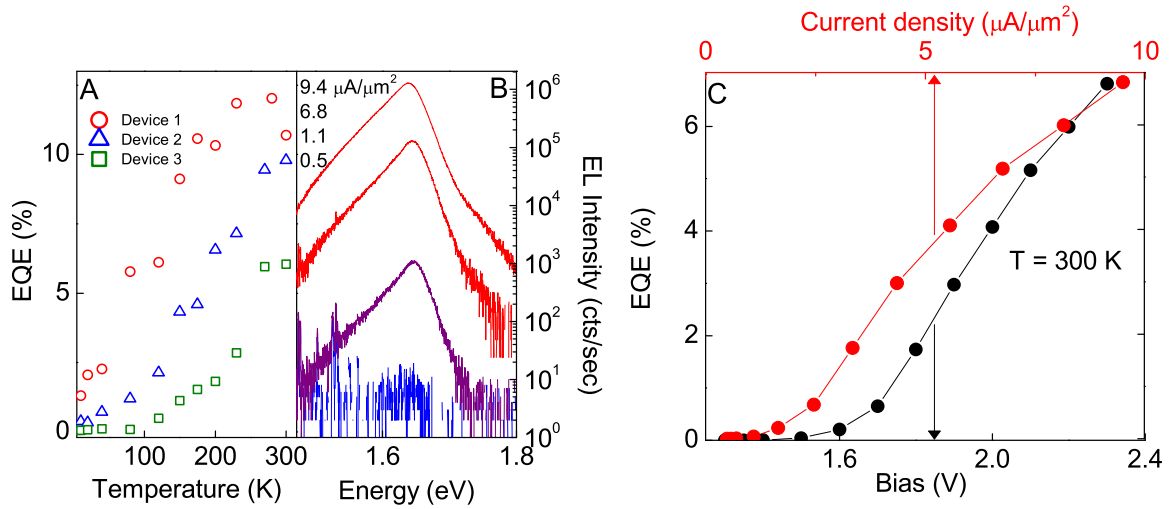 A
Device 1
Device 2
Device 3
EQE (%)
10
5
0
100
200
300
Temperature (K)
B
9.4 μA/μm²
6.8
1.1
0.5
10⁶
10⁵
10⁴
10³
10²
10¹
10⁰
EL Intensity (cts/sec)
1.6
1.8
Energy (eV)
Current density (μA/μm²)
0
5
10
C
EQE (%)
6
4
2
0
T = 300 K
1.6
2.0
2.4
Bias (V)